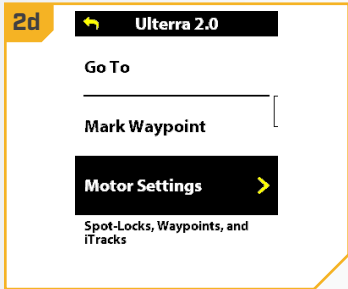 2d
Ulterra 2.0
Go To
Mark Waypoint
Motor Settings
Spot-Locks, Waypoints, and
iTracks